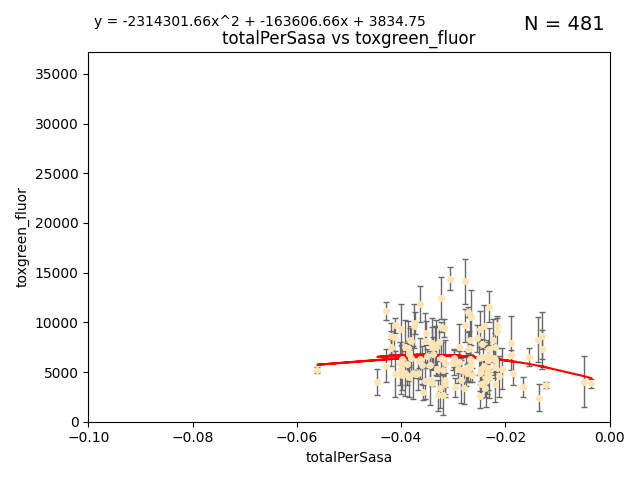 y = -2314301.66x^2 + -163606.66x + 3834.75
N = 481
totalPerSasa vs toxgreen_fluor
35000
30000
25000
20000
15000
10000
5000
0
toxgreen_fluor
−0.10
−0.08
−0.06
−0.04
−0.02
0.00
totalPerSasa